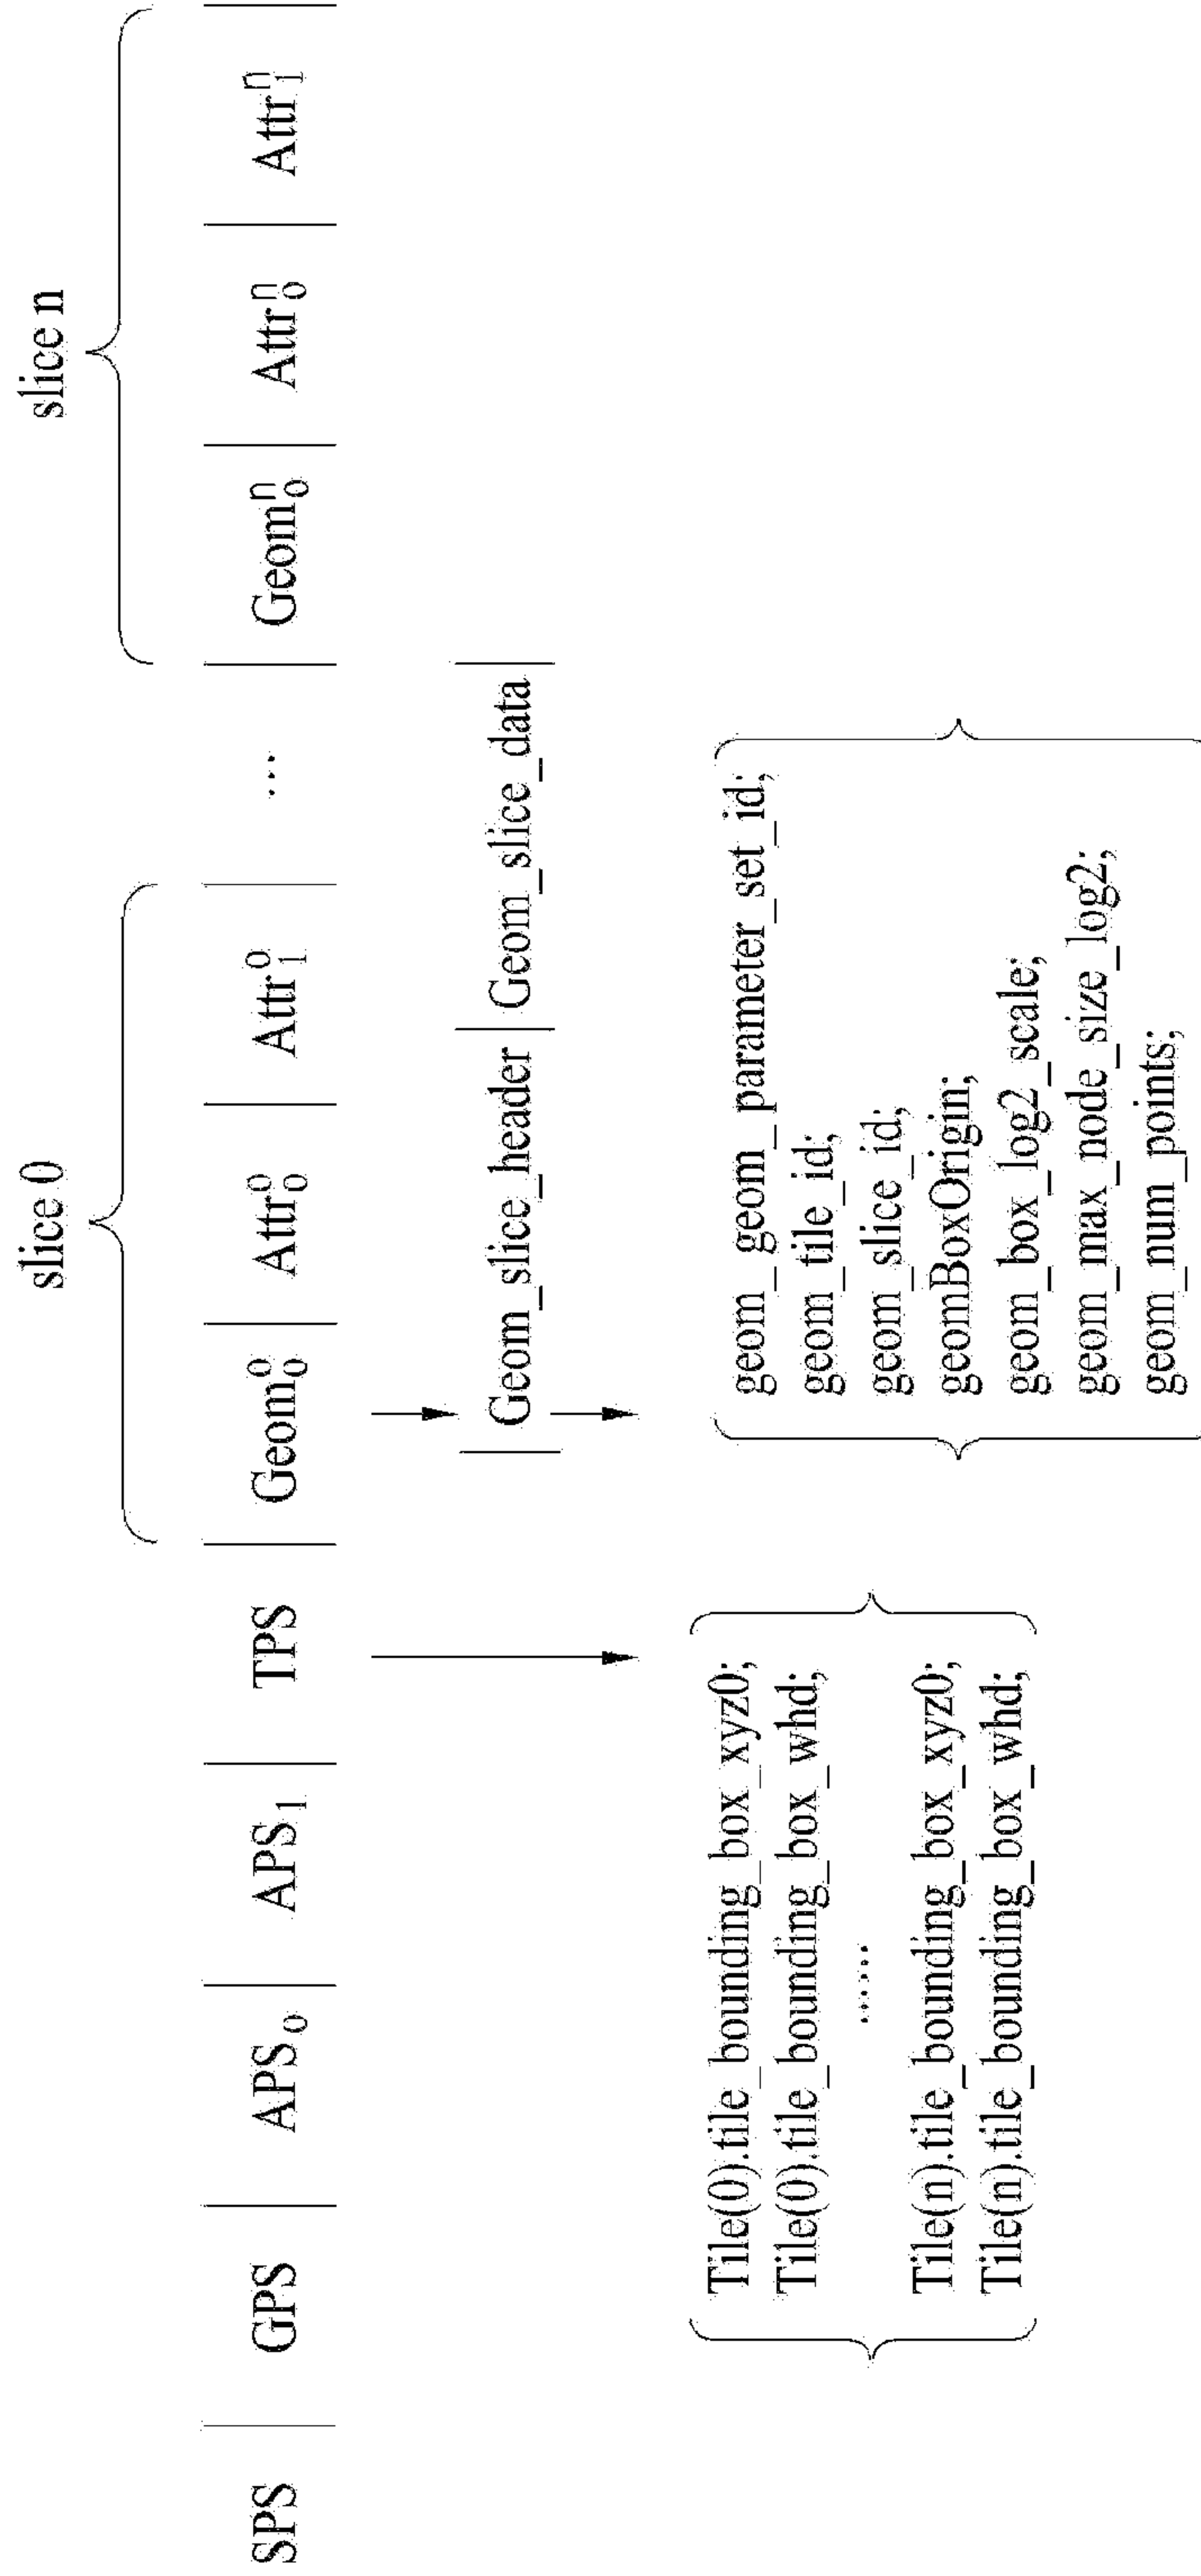 slice 0
slice n
SPS | GPS | APS₀ | APS₁ | TPS | Geom₀⁰ | Attr₀⁰ | Attr₁⁰ | ... | Geom₀ⁿ | Attr₀ⁿ | Attr₁ⁿ
| Geom_slice_header | Geom_slice_data |
Tile(0).tile_bounding_box_xyz0;
Tile(0).tile_bounding_box_whd;
......
Tile(n).tile_bounding_box_xyz0;
Tile(n).tile_bounding_box_whd;
geom_geom_parameter_set_id;
geom_tile_id;
geom_slice_id;
geomBoxOrigin;
geom_box_log2_scale;
geom_max_node_size_log2;
geom_num_points;